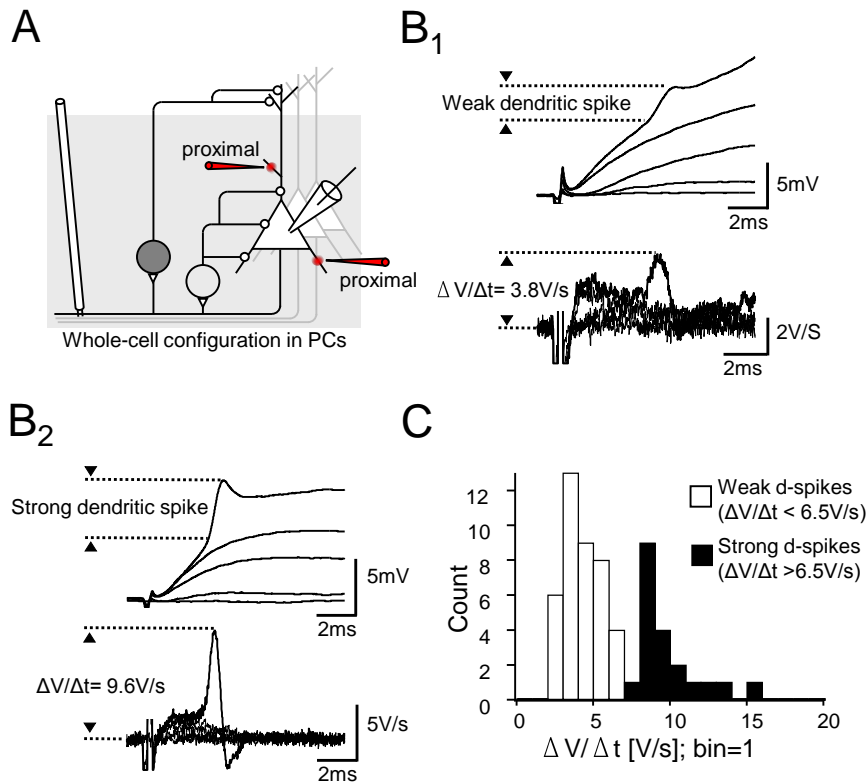 A
proximal
proximal
Whole-cell configuration in PCs
B1
Weak dendritic spike
5mV
2ms
Δ V/Δt= 3.8V/s
2V/S
2ms
B2
Strong dendritic spike
5mV
2ms
ΔV/Δt= 9.6V/s
5V/s
2ms
C
Weak d-spikes
(ΔV/Δt < 6.5V/s)
Strong d-spikes
(ΔV/Δt >6.5V/s)
Count
12
10
8
6
4
2
0
0 5 10 15 20
Δ V/ Δ t [V/s]; bin=1